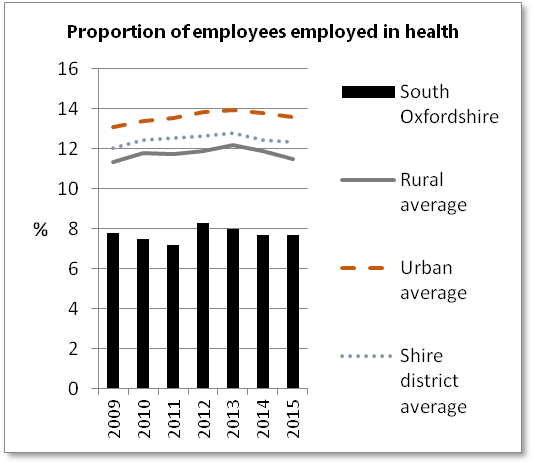 Proportion of employees employed in health
16
14
12
10
8
6
4
2
0
%
2009
2010
2011
2012
2013
2014
2015
South
Oxfordshire
Rural
average
Urban
average
Shire
district
average